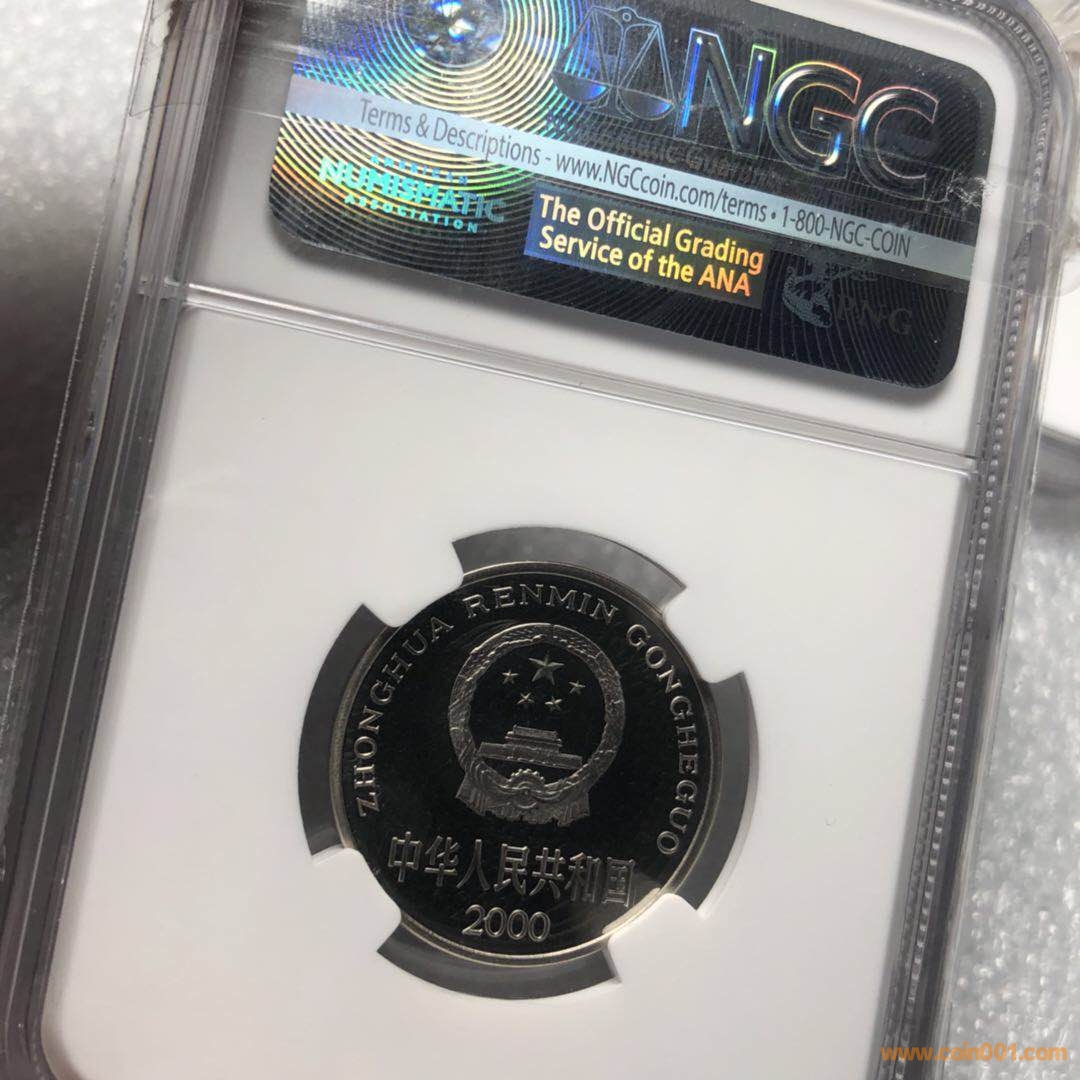 NGC
Terms & Descriptions - www.NGCcoin.com/terms • 1-800-NGC-COIN
AMERICAN
NUMISMATIC
ASSOCIATION
The Official Grading
Service of the ANA
PNG
ZHONGHUA RENMIN GONGHEGUO
中华人民共和国
2000
www.coin001.com